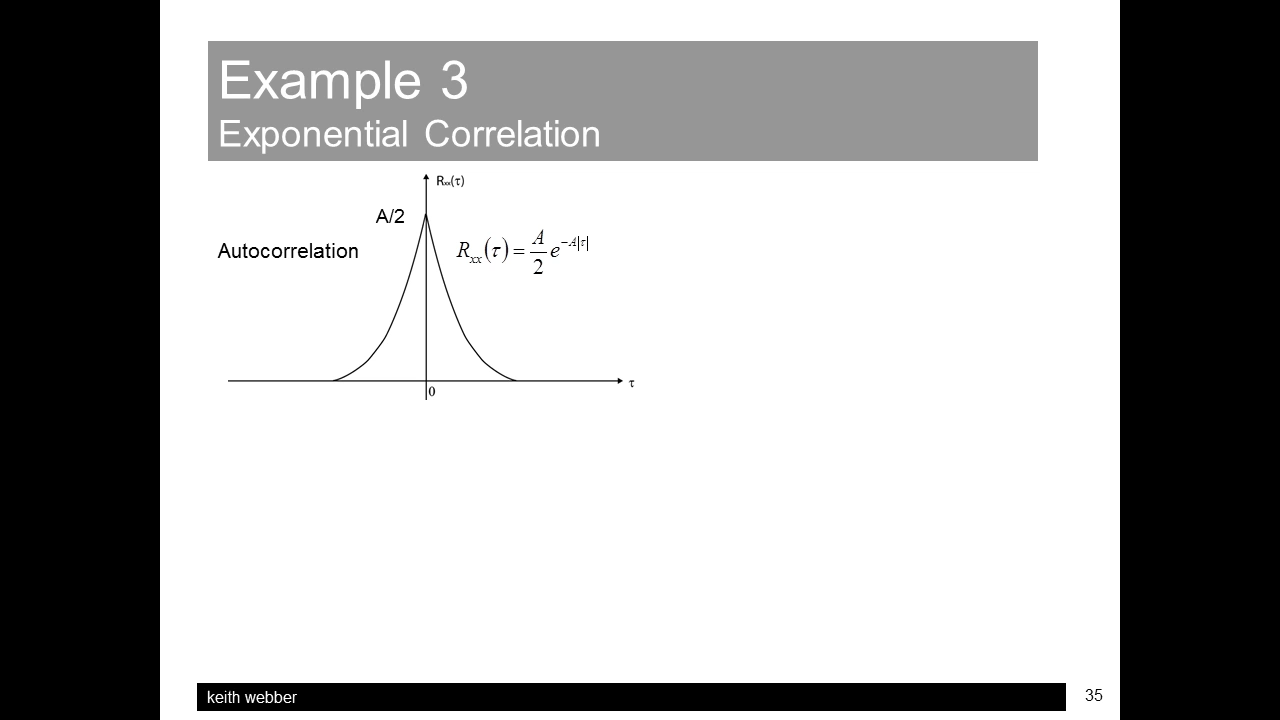 Example 3
Exponential Correlation
Rxx(τ)
A/2
Autocorrelation
Rxx(τ) = A/2 e^−A|τ|
0
τ
keith webber
35